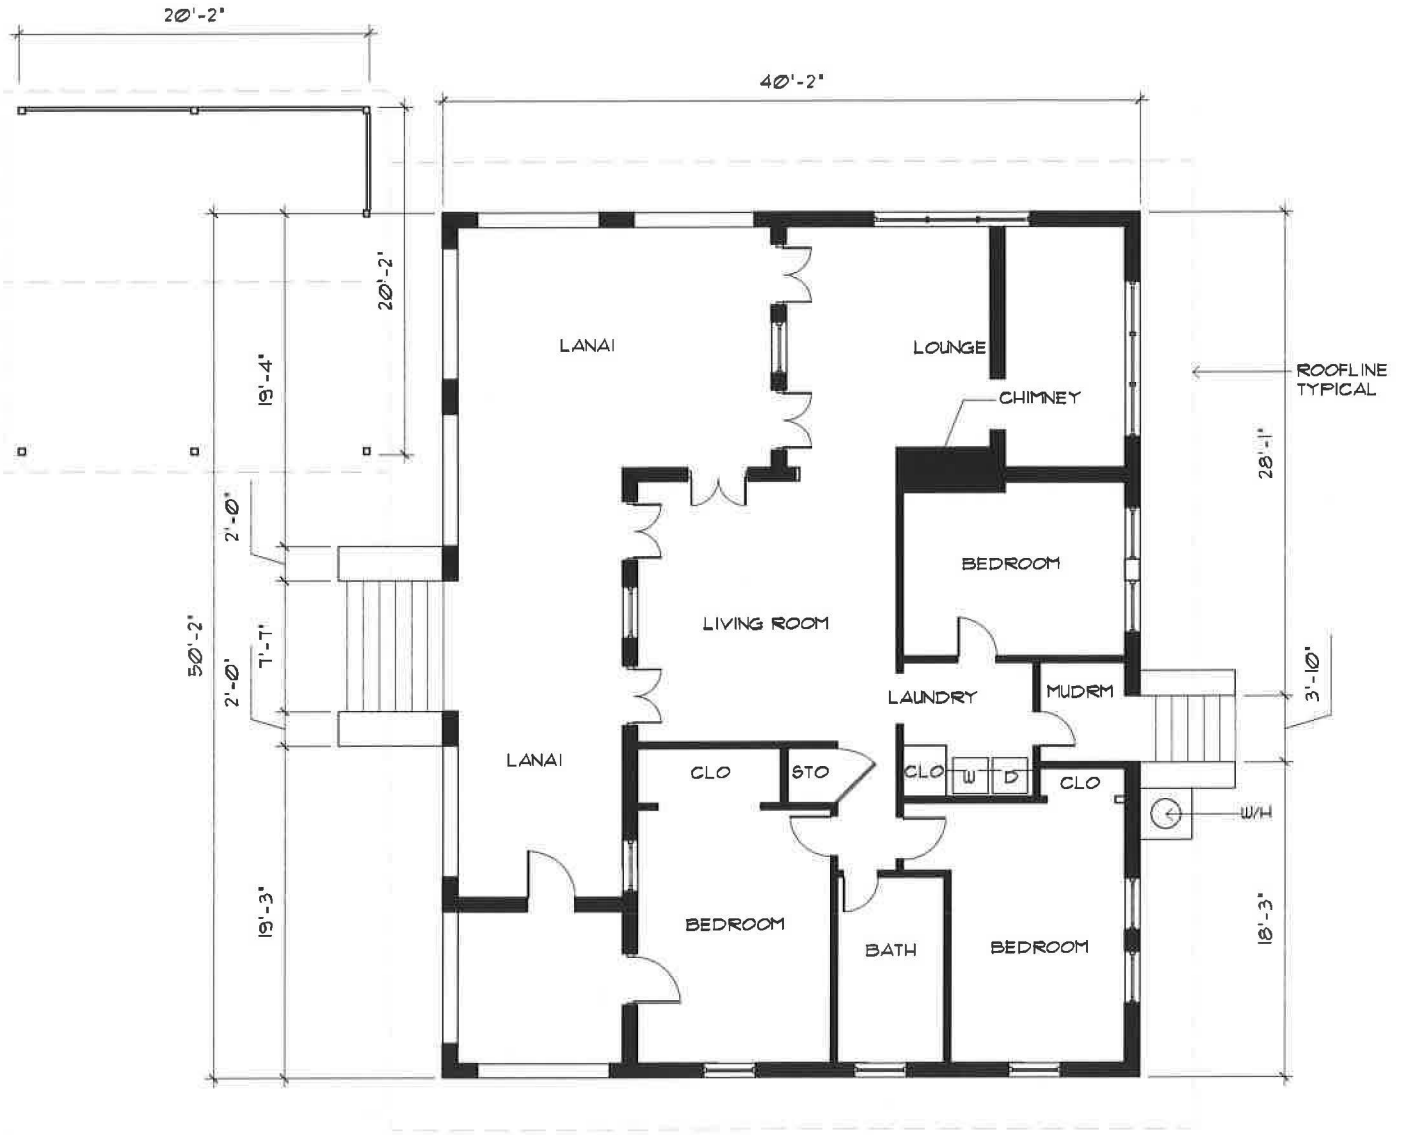 20'-2"
40'-2"
20'-2"
LANAI
LOUNGE
19'-4"
ROOFLINE
TYPICAL
CHIMNEY
28'-1"
2'-0"
BEDROOM
LIVING ROOM
50'-2"
7'-7"
2'-0"
3'-10"
LAUNDRY
MUDRM
LANAI
CLO
STO
CLO
W
D
CLO
W/H
19'-3"
BEDROOM
BATH
BEDROOM
18'-3"